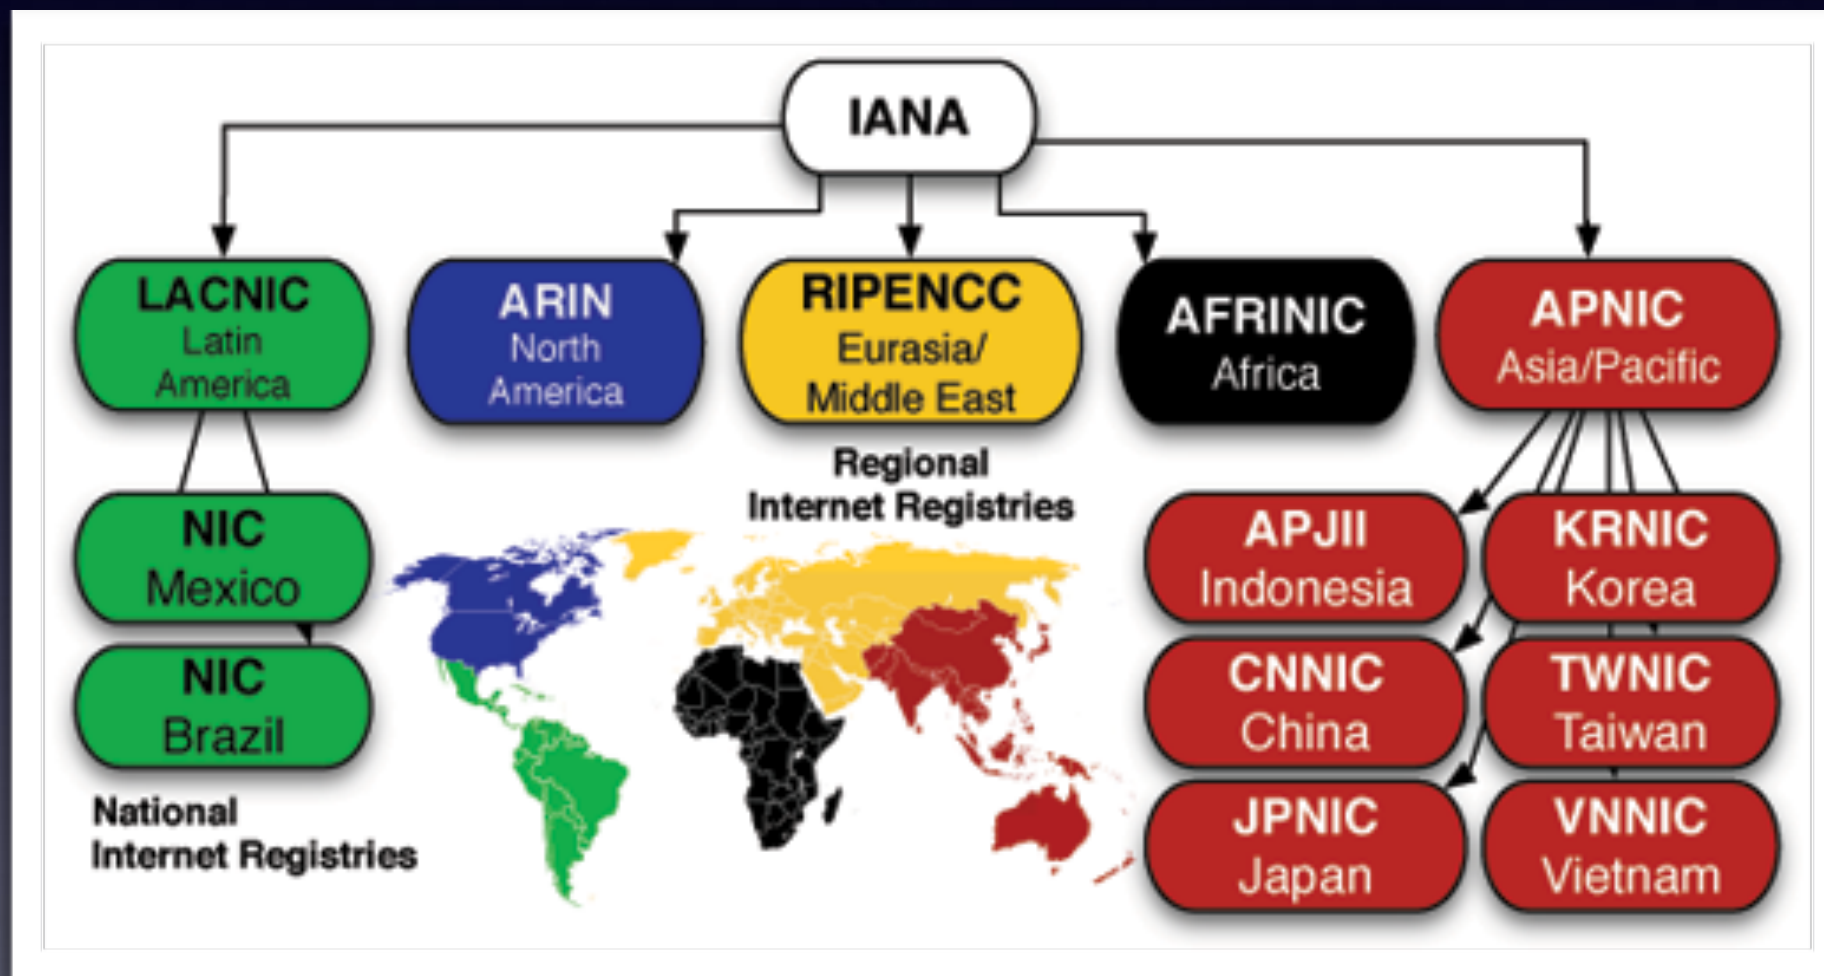 IANA
LACNIC
Latin
America
ARIN
North
America
RIPENCC
Eurasia/
Middle East
AFRINIC
Africa
APNIC
Asia/Pacific
Regional
Internet Registries
NIC
Mexico
NIC
Brazil
National
Internet Registries
APJII
Indonesia
KRNIC
Korea
CNNIC
China
TWNIC
Taiwan
JPNIC
Japan
VNNIC
Vietnam